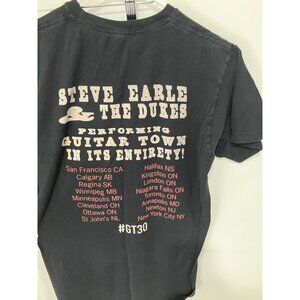 STEVE EARLE
THE DUKES
PERFORMING
GUITAR TOWN
IN ITS ENTIRETY!
San Francisco CA
Calgary AB
Regina SK
Winnipeg MB
Minneapolis MN
Cleveland OH
Ottawa ON
St John's NL
Halifax NS
Kingston ON
London ON
Niagara Falls ON
Toronto ON
Annapolis MD
Newton NJ
New York City NY
#GT30